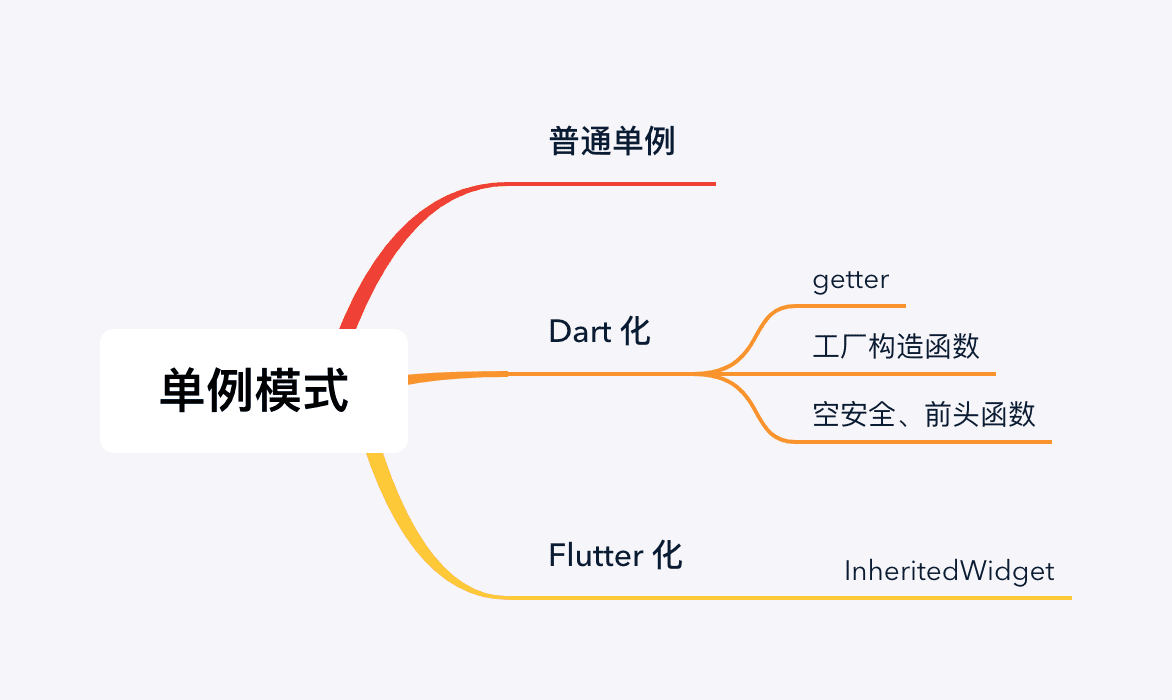 普通单例
getter
Dart 化
工厂构造函数
单例模式
空安全、前头函数
Flutter 化
InheritedWidget